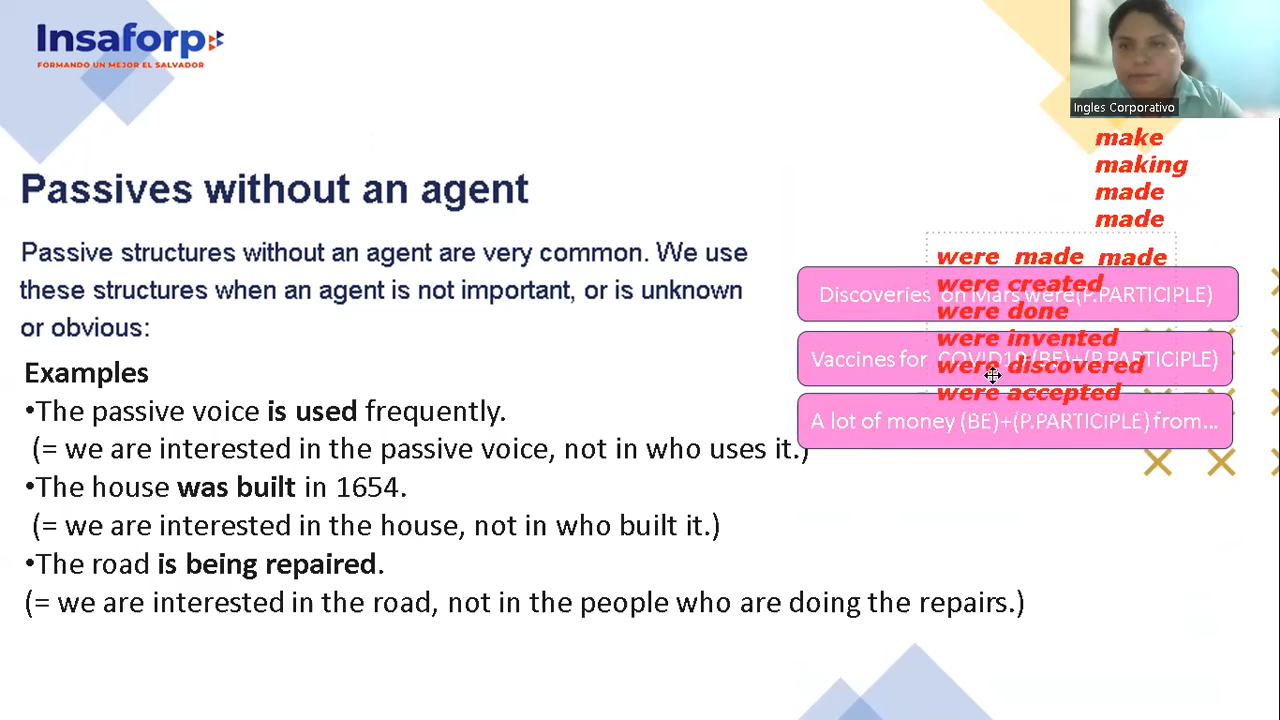 Insaforp
FORMANDO UN MEJOR EL SALVADOR
Ingles Corporativo
make
making
made
made
Passives without an agent
Passive structures without an agent are very common. We use
these structures when an agent is not important, or is unknown
or obvious:
were made made
were created
were done
were invented
were discovered
were accepted
Discoveries on Mars were(P.PARTICIPLE)
Vaccines for COVID19 (BE)+(P.PARTICIPLE)
A lot of money (BE)+(P.PARTICIPLE) from...
Examples
•The passive voice is used frequently.
(= we are interested in the passive voice, not in who uses it.)
•The house was built in 1654.
(= we are interested in the house, not in who built it.)
•The road is being repaired.
(= we are interested in the road, not in the people who are doing the repairs.)